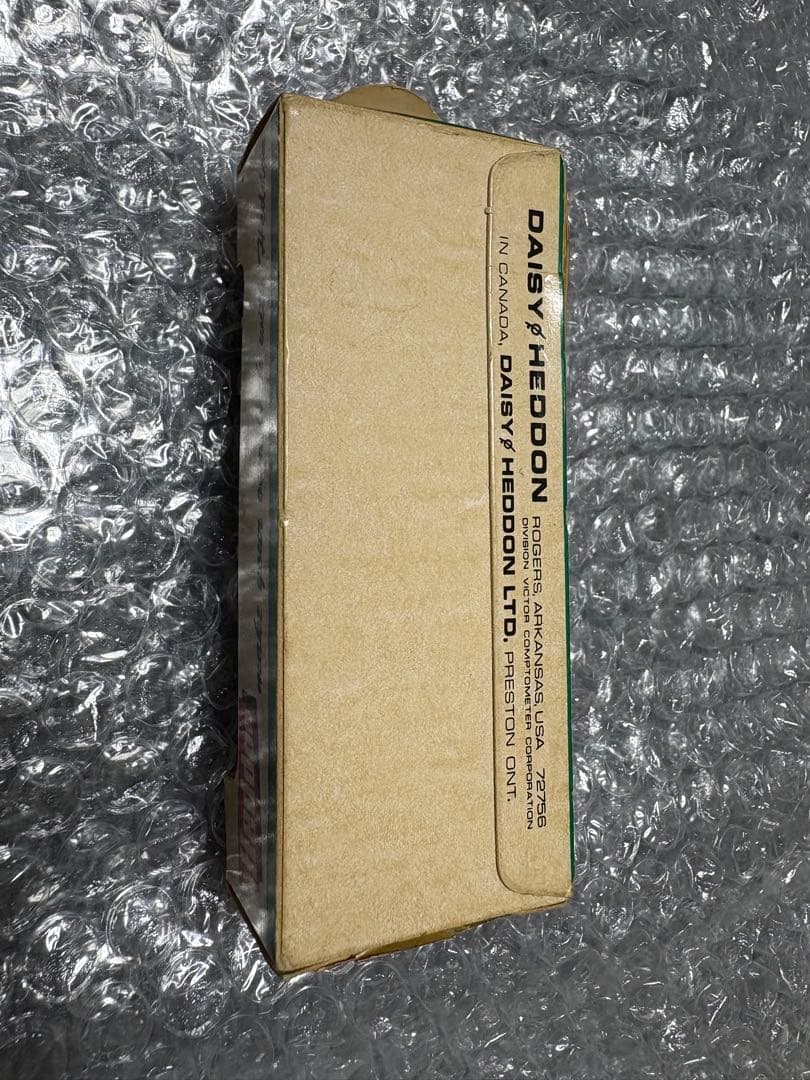 DAISY HEDDON ROGERS, ARKANSAS, USA 72756
DIVISION VICTOR COMPTOMETER CORPORATION
IN CANADA, DAISY HEDDON LTD. PRESTON ONT.